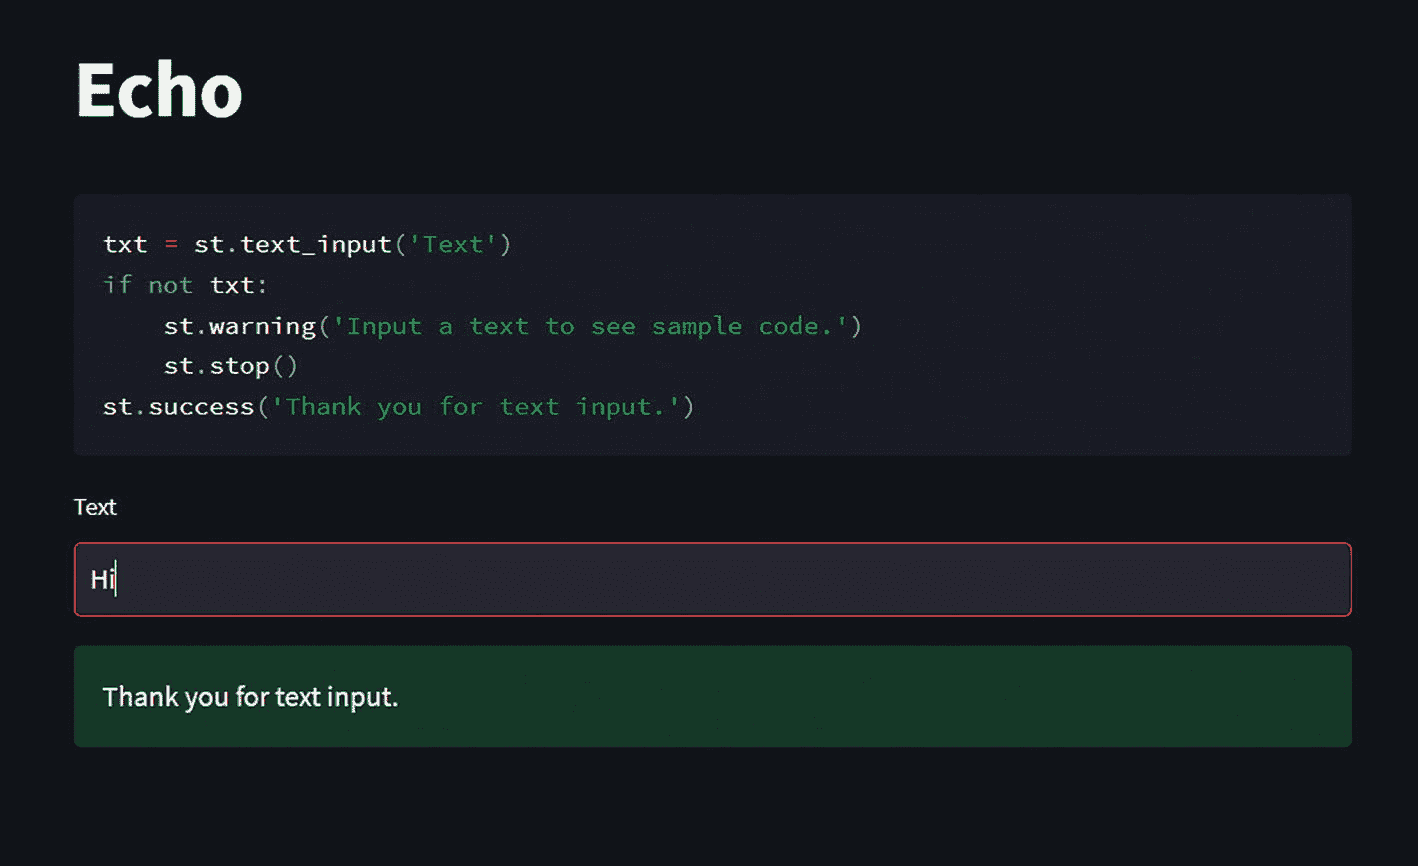 Echo
txt = st.text_input('Text')
if not txt:
    st.warning('Input a text to see sample code.')
    st.stop()
st.success('Thank you for text input.')
Text
Hi
Thank you for text input.